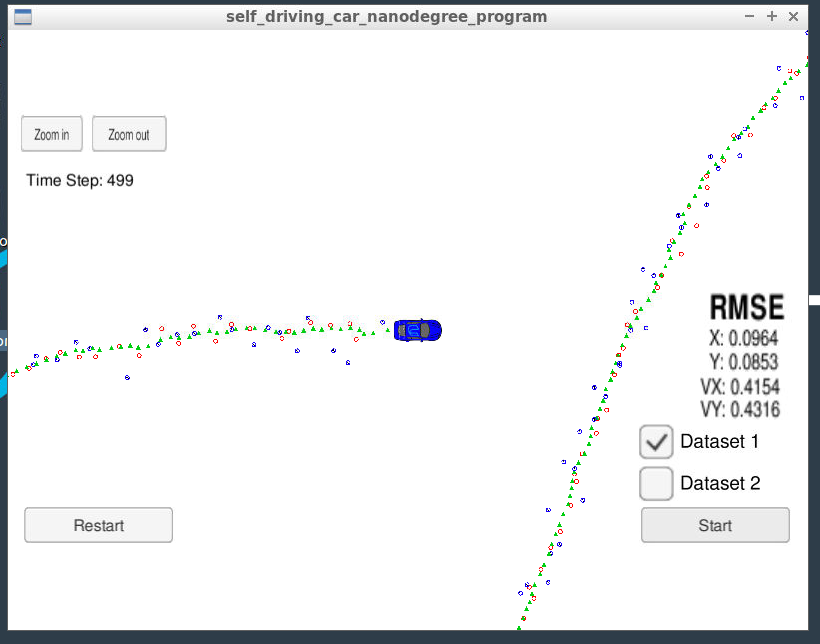 self_driving_car_nanodegree_program
Zoom in
Zoom out
Time Step: 499
RMSE
X: 0.0964
Y: 0.0853
VX: 0.4154
VY: 0.4316
Dataset 1
Dataset 2
Restart
Start